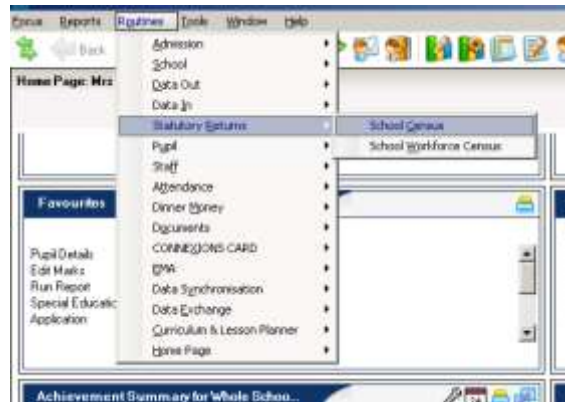 Focus Reports Routines Tools Window Help
Back
Home Page: Mrs
Admission
School
Data Out
Data In
Statutory Returns
School Census
School Workforce Census
Pupil
Staff
Attendance
Dinner Money
Documents
CONNEXIONS CARD
EMA
Data Synchronisation
Data Exchange
Curriculum & Lesson Planner
Home Page
Favourites
Pupil Details
Edit Marks
Run Report
Special Educatio
Application
Achievement Summary for Whole Schoo...